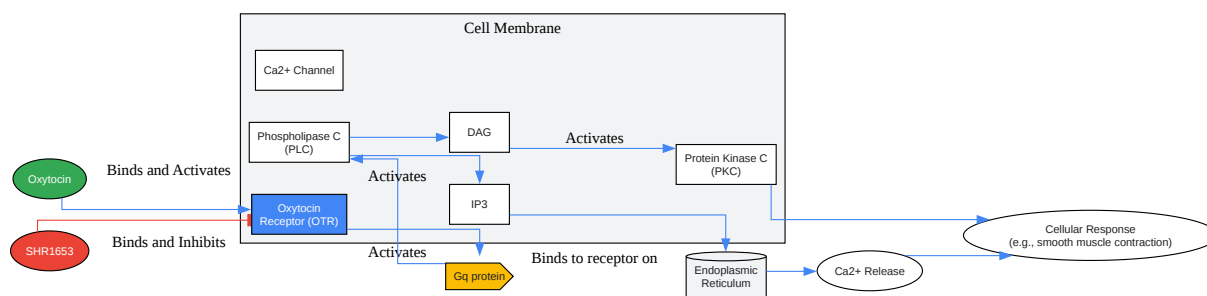 Cell Membrane
Ca2+ Channel
Phospholipase C
(PLC)
DAG
Activates
Protein Kinase C
(PKC)
Binds and Activates
Activates
Oxytocin
IP3
Oxytocin
Receptor (OTR)
Binds and Inhibits
SHR1653
Activates
Gq protein
Binds to receptor on
Endoplasmic
Reticulum
Ca2+ Release
Cellular Response
(e.g., smooth muscle contraction)